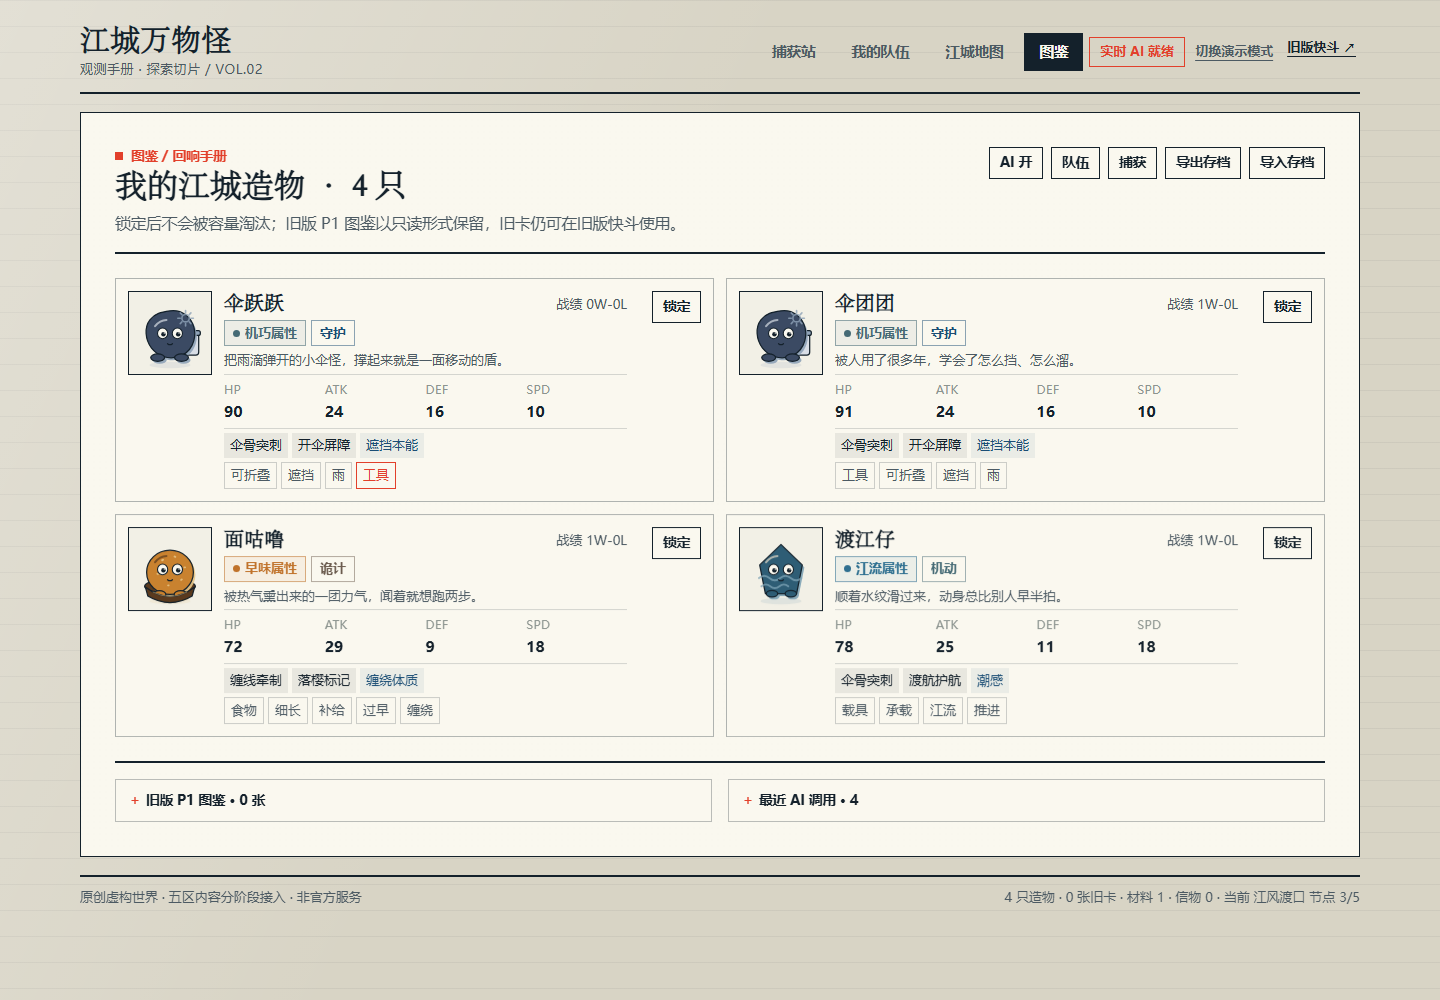 江城万物怪
观测手册 · 探索切片 / VOL.02
捕获站 我的队伍 江城地图 图鉴 实时 AI 就绪 切换演示模式 旧版快斗 ↗
图鉴 / 回响手册
我的江城造物 · 4 只
锁定后不会被容量淘汰；旧版 P1 图鉴以只读形式保留，旧卡仍可在旧版快斗使用。
AI 开 队伍 捕获 导出存档 导入存档
伞跃跃 战绩 0W-0L 锁定
机巧属性 守护
把雨滴弹开的小伞怪，撑起来就是一面移动的盾。
HP ATK DEF SPD
90 24 16 10
伞骨突刺 开伞屏障 遮挡本能
可折叠 遮挡 雨 工具
伞团团 战绩 1W-0L 锁定
机巧属性 守护
被人用了很多年，学会了怎么挡、怎么溜。
HP ATK DEF SPD
91 24 16 10
伞骨突刺 开伞屏障 遮挡本能
工具 可折叠 遮挡 雨
面咕噜 战绩 1W-0L 锁定
早味属性 诡计
被热气熏出来的一团力气，闻着就想跑两步。
HP ATK DEF SPD
72 29 9 18
缠线牵制 落樱标记 缠绕体质
食物 细长 补给 过早 缠绕
渡江仔 战绩 1W-0L 锁定
江流属性 机动
顺着水纹滑过来，动身总比别人早半拍。
HP ATK DEF SPD
78 25 11 18
伞骨突刺 渡航护航 潮感
载具 承载 江流 推进
+ 旧版 P1 图鉴 • 0 张
+ 最近 AI 调用 • 4
原创虚构世界 · 五区内容分阶段接入 · 非官方服务
4 只造物 · 0 张旧卡 · 材料 1 · 信物 0 · 当前 江风渡口 节点 3/5